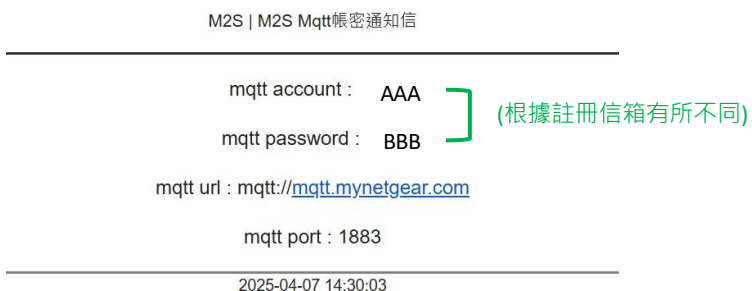 M2S | M2S Mqtt帳密通知信
mqtt account : AAA
(根據註冊信箱有所不同)
mqtt password : BBB
mqtt url : mqtt://mqtt.mynetgear.com
mqtt port : 1883
2025-04-07 14:30:03